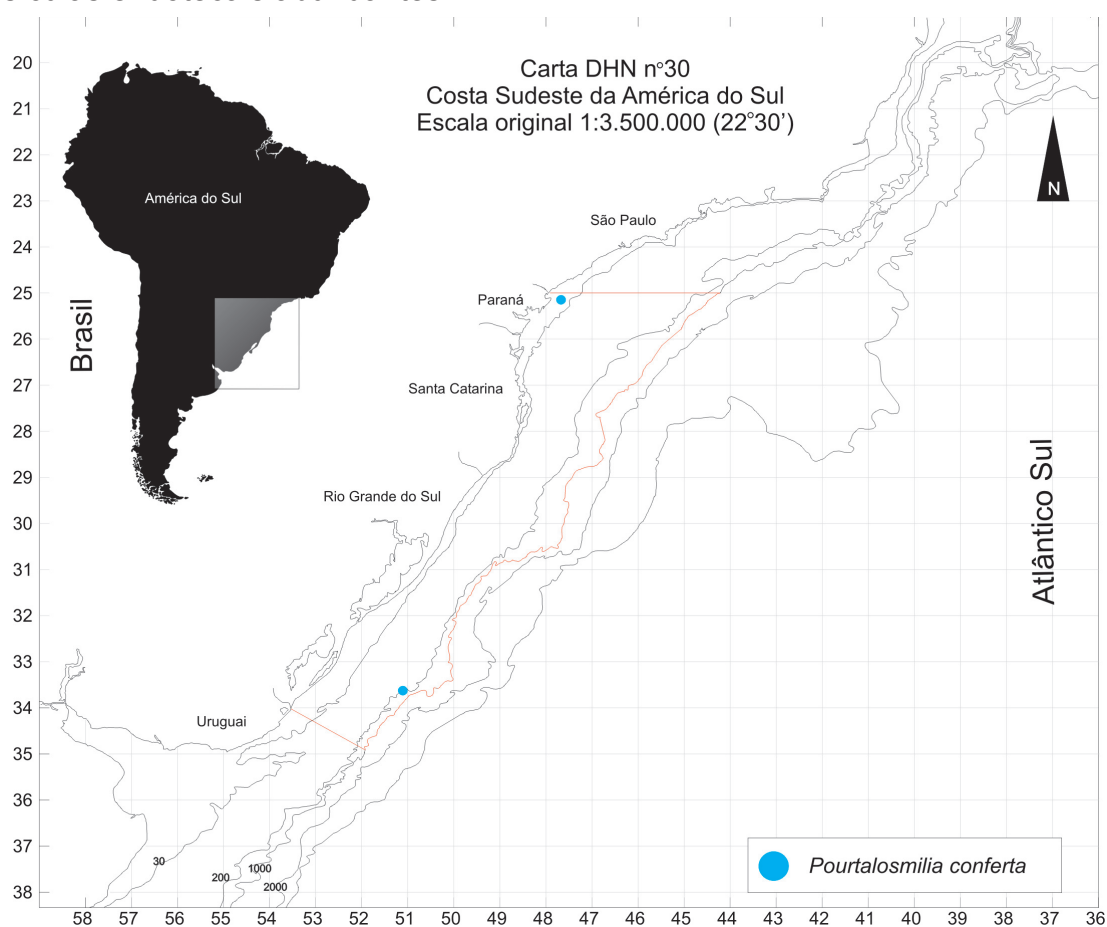 Carta DHN nº30
Costa Sudeste da América do Sul
Escala original 1:3.500.000 (22°30’)
20
21
22
23
24
25
26
27
28
29
30
31
32
33
34
35
36
37
38
América do Sul
Brasil
N
São Paulo
Paraná
Santa Catarina
Rio Grande do Sul
Uruguai
Atlântico Sul
30
200
1000
2000
Pourtalosmilia conferta
58 57 56 55 54 53 52 51 50 49 48 47 46 45 44 43 42 41 40 39 38 37 36